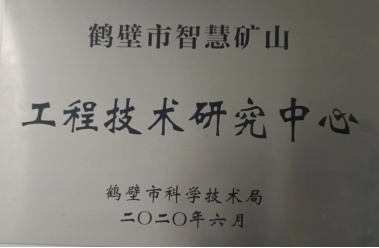 鹤壁市智慧矿山
工程技术研究中心
鹤壁市科学技术局
二〇二〇年六月